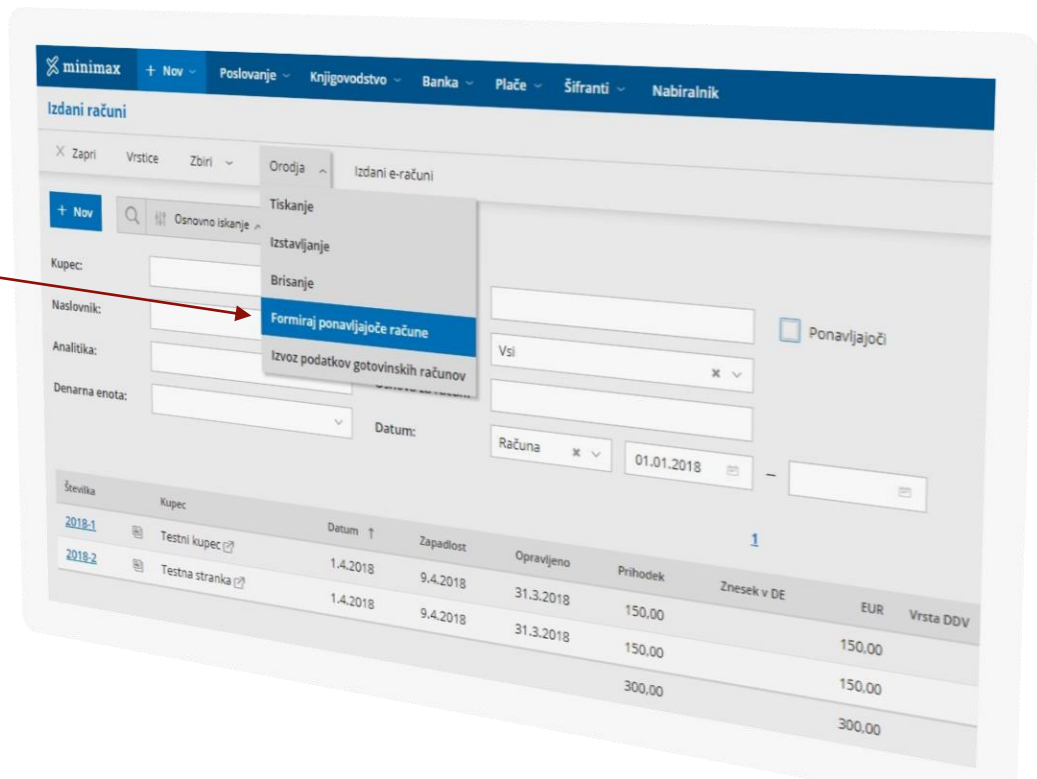 minimax + Nov Poslovanje Knjigovodstvo Banka Plače Šifranti Nabiralnik
Izdani računi
X Zapri Vrstice Zbiri Orodja Izdani e-računi
Tiskanje
Izstavljanje
Brisanje
Formiraj ponavljajoče račune
Izvoz podatkov gotovinskih računov
+ Nov Osnovno iskanje
Kupec:
Naslovnik:
Analitika:
Denarna enota:
Ponavljajoči
Vsi
Datum: Računa 01.01.2018 –
1
Številka Kupec Datum ↑ Zapadlost Opravljeno Prihodek Znesek v DE EUR Vrsta DDV
2018-1 Testni kupec 1.4.2018 9.4.2018 31.3.2018 150,00 150,00
2018-2 Testna stranka 1.4.2018 9.4.2018 31.3.2018 150,00 150,00
300,00 300,00